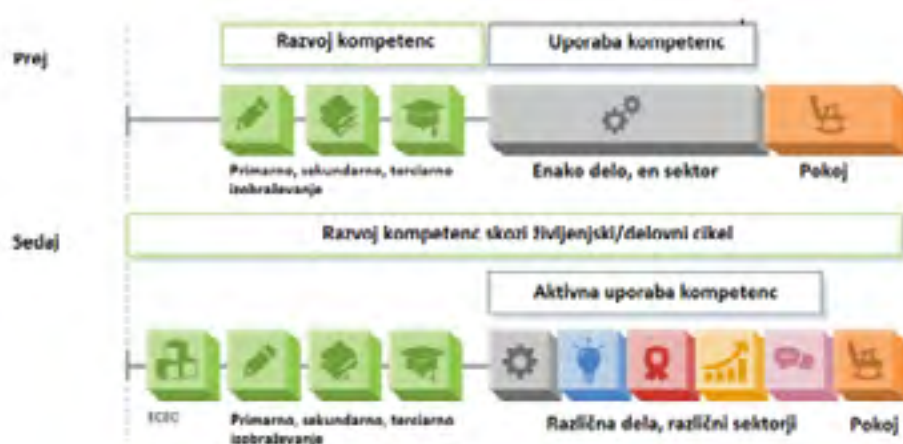 Prej
Razvoj kompetenc
Uporaba kompetenc
Primarno, sekundarno, terciarno
izobraževanje
Enako delo, en sektor
Pokoj
Sedaj
Razvoj kompetenc skozi življenjski/delovni cikel
Aktivna uporaba kompetenc
ECEC
Primarno, sekundarno, terciarno
izobraževanje
Različna dela, različni sektorji
Pokoj